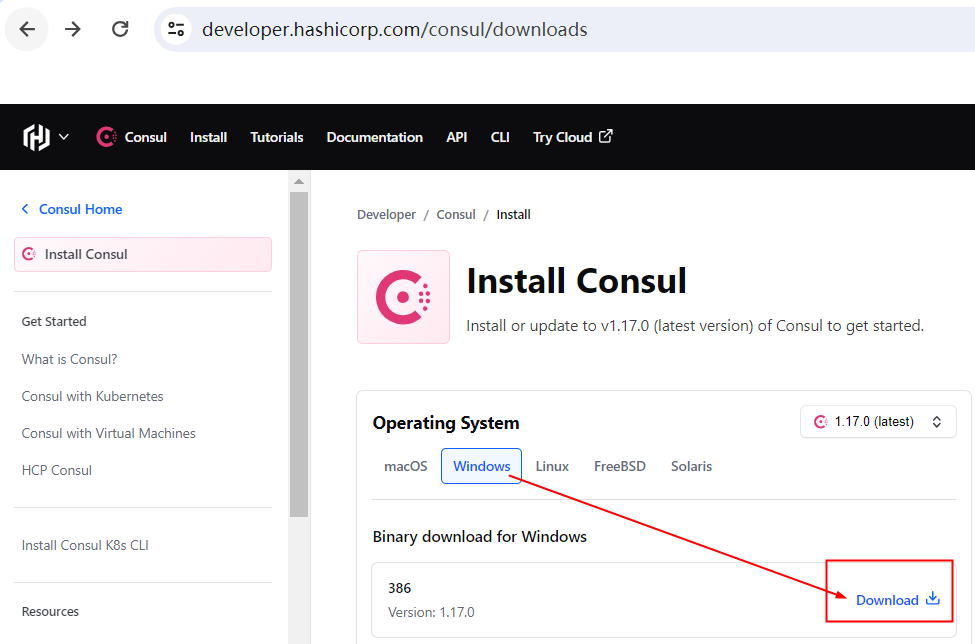 developer.hashicorp.com/consul/downloads
Consul Install Tutorials Documentation API CLI Try Cloud
Consul Home
Install Consul
Get Started
What is Consul?
Consul with Kubernetes
Consul with Virtual Machines
HCP Consul
Install Consul K8s CLI
Resources
Developer / Consul / Install
Install Consul
Install or update to v1.17.0 (latest version) of Consul to get started.
Operating System
1.17.0 (latest)
macOS Windows Linux FreeBSD Solaris
Binary download for Windows
386
Version: 1.17.0
Download